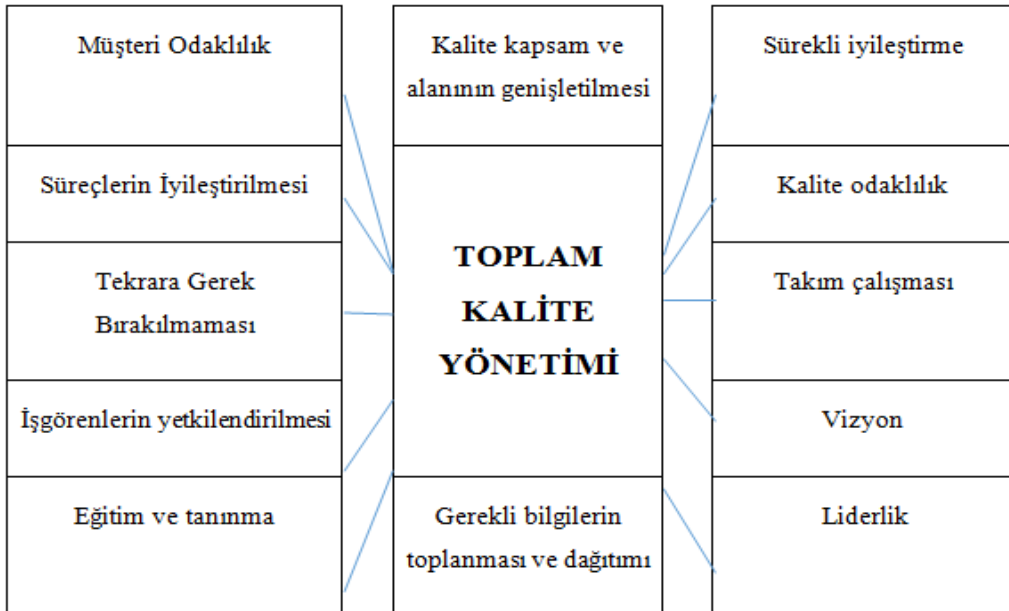 Müşteri Odaklılık
Süreçlerin İyileştirilmesi
Tekrara Gerek
Bırakılmaması
İşgörenlerin yetkilendirilmesi
Eğitim ve tanınma
Kalite kapsam ve
alanının genişletilmesi
TOPLAM
KALİTE
YÖNETİMİ
Gerekli bilgilerin
toplanması ve dağıtımı
Sürekli iyileştirme
Kalite odaklılık
Takım çalışması
Vizyon
Liderlik